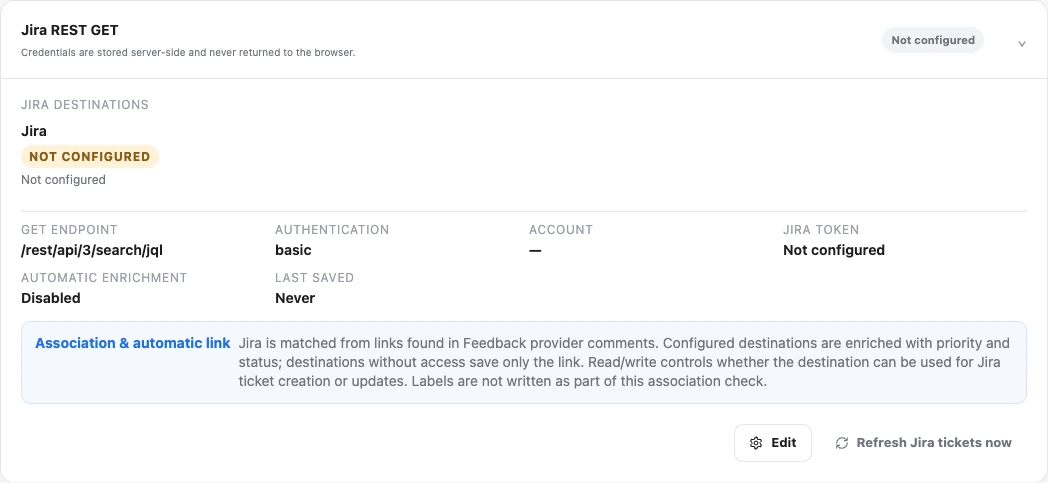 Jira REST GET
Credentials are stored server-side and never returned to the browser.
Not configured
JIRA DESTINATIONS
Jira
NOT CONFIGURED
Not configured
GET ENDPOINT
/rest/api/3/search/jql
AUTHENTICATION
basic
ACCOUNT
—
JIRA TOKEN
Not configured
AUTOMATIC ENRICHMENT
Disabled
LAST SAVED
Never
Association & automatic link
Jira is matched from links found in Feedback provider comments. Configured destinations are enriched with priority and
status; destinations without access save only the link. Read/write controls whether the destination can be used for Jira
ticket creation or updates. Labels are not written as part of this association check.
Edit
Refresh Jira tickets now